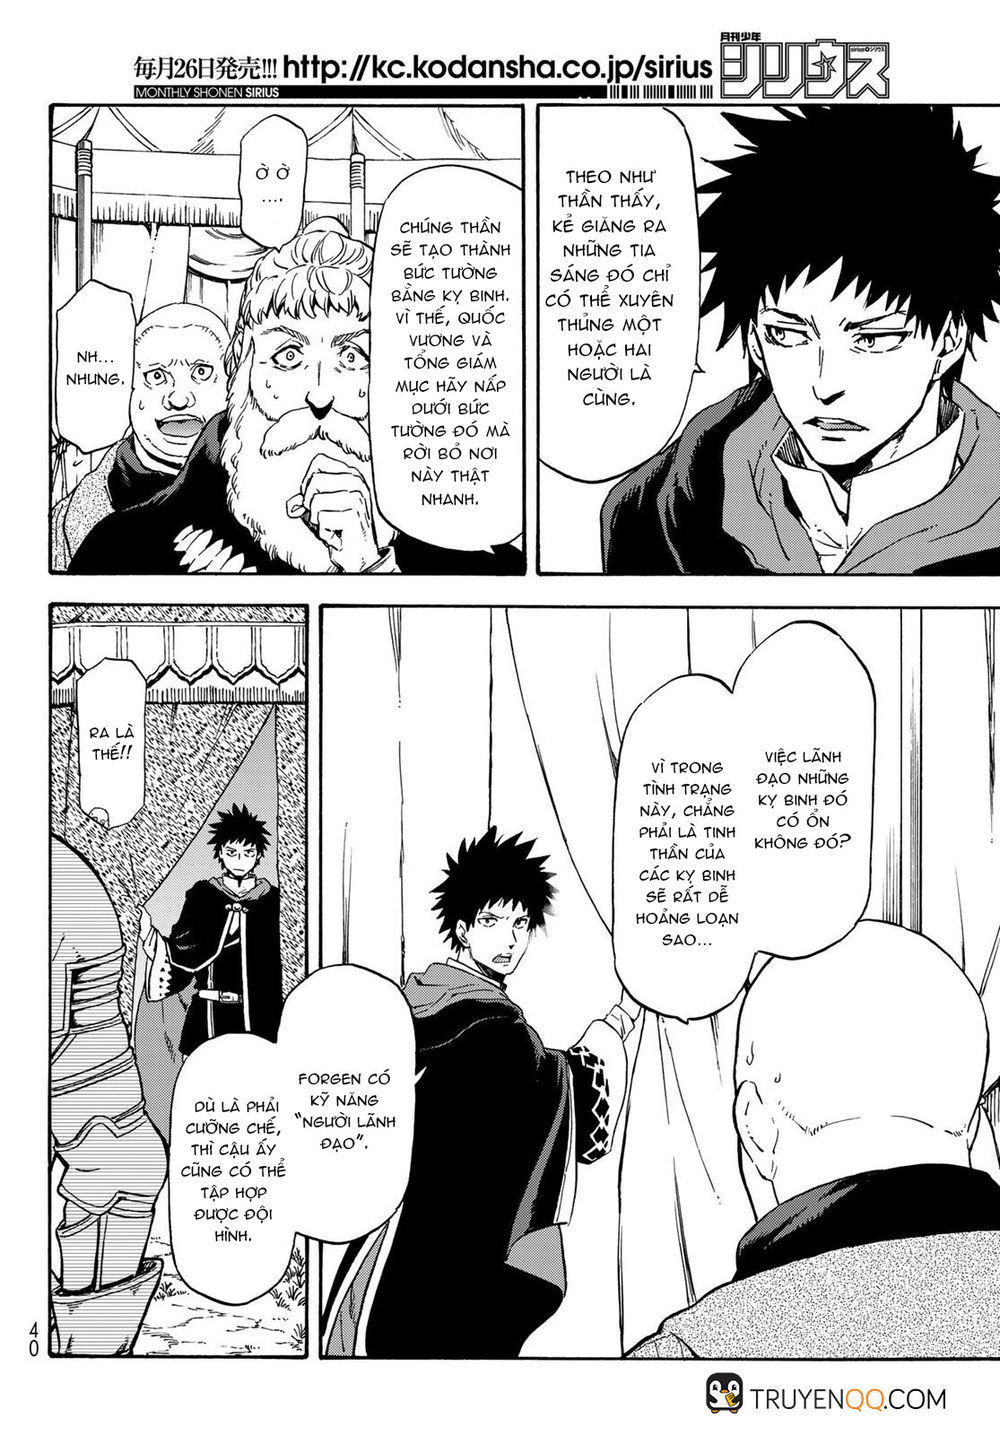 毎月26日発売!!! http://kc.kodansha.co.jp/sirius
MONTHLY SHONEN SIRIUS
月刊少年
シリウス
THEO NHƯ
THẦN THẤY,
KẺ GIĂNG RA
NHỮNG TIA
SÁNG ĐÓ CHỈ
CÓ THỂ XUYÊN
THỦNG MỘT
HOẶC HAI
NGƯỜI LÀ
CÙNG.
CHÚNG THẦN
SẼ TẠO THÀNH
BỨC TƯỜNG
BẰNG KỴ BINH.
VÌ THẾ, QUỐC
VƯƠNG VÀ
TỔNG GIÁM
MỤC HÃY NẤP
DƯỚI BỨC
TƯỜNG ĐÓ MÀ
RỜI BỎ NƠI
NÀY THẬT
NHANH.
Ờ Ờ
....
NH...
NHƯNG.
VIỆC LÃNH
ĐẠO NHỮNG
KỴ BINH ĐÓ
CÓ ỔN
KHÔNG ĐÓ?
VÌ TRONG
TÌNH TRẠNG
NÀY, CHẲNG
PHẢI LÀ TINH
THẦN CỦA
CÁC KỴ BINH
SẼ RẤT DỄ
HOẢNG LOẠN
SAO...
FORGEN CÓ
KỸ NĂNG
"NGƯỜI LÃNH
ĐẠO".
DÙ LÀ PHẢI
CƯỠNG CHẾ,
THÌ CẬU ẤY
CŨNG CÓ THỂ
TẬP HỢP
ĐƯỢC ĐỘI
HÌNH.
RA LÀ
THẾ!!
40
TRUYENQQ.COM